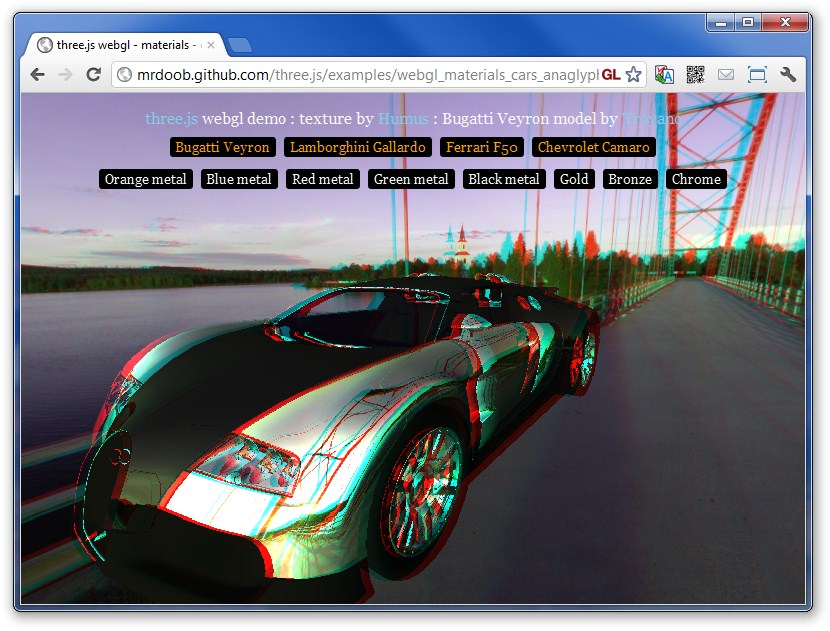 three.js webgl - materials -
mrdoob.github.com/three.js/examples/webgl_materials_cars_anaglyph GL
three.js webgl demo : texture by Humus : Bugatti Veyron model by Troyano
Bugatti Veyron Lamborghini Gallardo Ferrari F50 Chevrolet Camaro
Orange metal Blue metal Red metal Green metal Black metal Gold Bronze Chrome